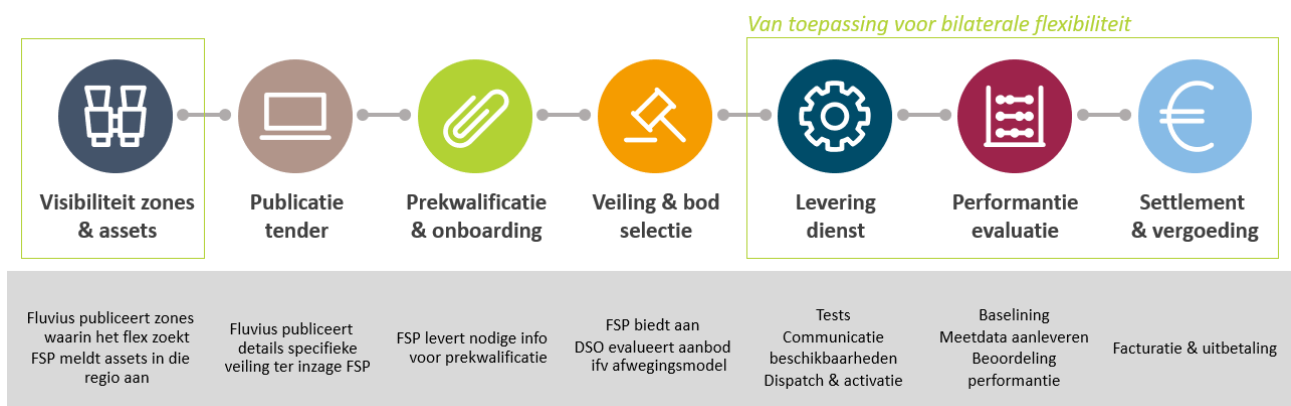 Van toepassing voor bilaterale flexibiliteit
Visibiliteit zones
& assets
Publicatie
tender
Prekwalificatie
& onboarding
Veiling & bod
selectie
Levering
dienst
Performantie
evaluatie
Settlement
& vergoeding
Fluvius publiceert zones
waarin het flex zoekt
FSP meldt assets in die
regio aan
Fluvius publiceert
details specifieke
veiling ter inzage FSP
FSP levert nodige info
voor prekwalificatie
FSP biedt aan
DSO evalueert aanbod
ifv afwegingsmodel
Tests
Communicatie
beschikbaarheden
Dispatch & activatie
Baselining
Meetdata aanleveren
Beoordeling
performantie
Facturatie & uitbetaling